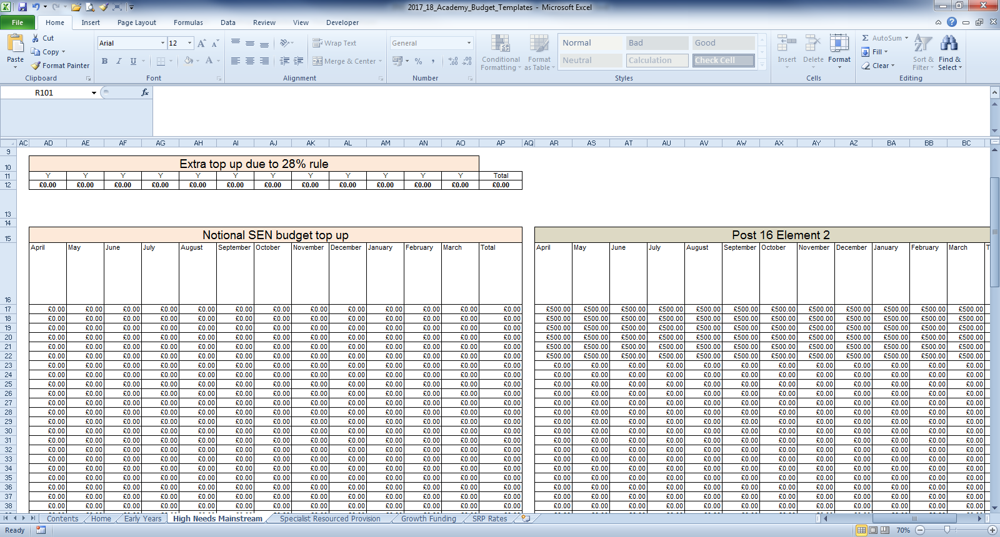 2017_18_Academy_Budget_Templates - Microsoft Excel
File Home Insert Page Layout Formulas Data Review View Developer
Paste Cut Copy Format Painter Clipboard
Arial 12 A A B I U A Font
Wrap Text Merge & Center Alignment
General % , Number
Conditional Formatting Format as Table
Normal Bad Good
Neutral Calculation Check Cell
Styles
Insert Delete Format Cells
Σ AutoSum Fill Clear Sort & Filter Find & Select Editing
R101 fx
AC AD AE AF AG AH AI AJ AK AL AM AN AO AP AQ AR AS AT AU AV AW AX AY AZ BA BB BC
9
10 Extra top up due to 28% rule
11 Y Y Y Y Y Y Y Y Y Y Y Y Total
12 £0.00 £0.00 £0.00 £0.00 £0.00 £0.00 £0.00 £0.00 £0.00 £0.00 £0.00 £0.00 £0.00
13
14
15 Notional SEN budget top up Post 16 Element 2
16 April May June July August September October November December January February March Total April May June July August September October November December January February March T
17 £0.00 £0.00 £0.00 £0.00 £0.00 £0.00 £0.00 £0.00 £0.00 £0.00 £0.00 £0.00 £0.00 £500.00 £500.00 £500.00 £500.00 £500.00 £500.00 £500.00 £500.00 £500.00 £500.00 £500.00 £500.00
18 £0.00 £0.00 £0.00 £0.00 £0.00 £0.00 £0.00 £0.00 £0.00 £0.00 £0.00 £0.00 £0.00 £500.00 £500.00 £500.00 £500.00 £500.00 £500.00 £500.00 £500.00 £500.00 £500.00 £500.00 £500.00
19 £0.00 £0.00 £0.00 £0.00 £0.00 £0.00 £0.00 £0.00 £0.00 £0.00 £0.00 £0.00 £0.00 £500.00 £500.00 £500.00 £500.00 £500.00 £500.00 £500.00 £500.00 £500.00 £500.00 £500.00 £500.00
20 £0.00 £0.00 £0.00 £0.00 £0.00 £0.00 £0.00 £0.00 £0.00 £0.00 £0.00 £0.00 £0.00 £500.00 £500.00 £500.00 £500.00 £500.00 £500.00 £500.00 £500.00 £500.00 £500.00 £500.00 £500.00
21 £0.00 £0.00 £0.00 £0.00 £0.00 £0.00 £0.00 £0.00 £0.00 £0.00 £0.00 £0.00 £0.00 £500.00 £500.00 £500.00 £500.00 £500.00 £500.00 £500.00 £500.00 £500.00 £500.00 £500.00 £500.00
22 £0.00 £0.00 £0.00 £0.00 £0.00 £0.00 £0.00 £0.00 £0.00 £0.00 £0.00 £0.00 £0.00 £500.00 £500.00 £500.00 £500.00 £500.00 £500.00 £500.00 £500.00 £500.00 £500.00 £500.00 £500.00
23 £0.00 £0.00 £0.00 £0.00 £0.00 £0.00 £0.00 £0.00 £0.00 £0.00 £0.00 £0.00 £0.00 £0.00 £0.00 £0.00 £0.00 £0.00 £0.00 £0.00 £0.00 £0.00 £0.00 £0.00 £0.00
24 £0.00 £0.00 £0.00 £0.00 £0.00 £0.00 £0.00 £0.00 £0.00 £0.00 £0.00 £0.00 £0.00 £0.00 £0.00 £0.00 £0.00 £0.00 £0.00 £0.00 £0.00 £0.00 £0.00 £0.00 £0.00
25 £0.00 £0.00 £0.00 £0.00 £0.00 £0.00 £0.00 £0.00 £0.00 £0.00 £0.00 £0.00 £0.00 £0.00 £0.00 £0.00 £0.00 £0.00 £0.00 £0.00 £0.00 £0.00 £0.00 £0.00 £0.00
26 £0.00 £0.00 £0.00 £0.00 £0.00 £0.00 £0.00 £0.00 £0.00 £0.00 £0.00 £0.00 £0.00 £0.00 £0.00 £0.00 £0.00 £0.00 £0.00 £0.00 £0.00 £0.00 £0.00 £0.00 £0.00
27 £0.00 £0.00 £0.00 £0.00 £0.00 £0.00 £0.00 £0.00 £0.00 £0.00 £0.00 £0.00 £0.00 £0.00 £0.00 £0.00 £0.00 £0.00 £0.00 £0.00 £0.00 £0.00 £0.00 £0.00 £0.00
28 £0.00 £0.00 £0.00 £0.00 £0.00 £0.00 £0.00 £0.00 £0.00 £0.00 £0.00 £0.00 £0.00 £0.00 £0.00 £0.00 £0.00 £0.00 £0.00 £0.00 £0.00 £0.00 £0.00 £0.00 £0.00
29 £0.00 £0.00 £0.00 £0.00 £0.00 £0.00 £0.00 £0.00 £0.00 £0.00 £0.00 £0.00 £0.00 £0.00 £0.00 £0.00 £0.00 £0.00 £0.00 £0.00 £0.00 £0.00 £0.00 £0.00 £0.00
30 £0.00 £0.00 £0.00 £0.00 £0.00 £0.00 £0.00 £0.00 £0.00 £0.00 £0.00 £0.00 £0.00 £0.00 £0.00 £0.00 £0.00 £0.00 £0.00 £0.00 £0.00 £0.00 £0.00 £0.00 £0.00
31 £0.00 £0.00 £0.00 £0.00 £0.00 £0.00 £0.00 £0.00 £0.00 £0.00 £0.00 £0.00 £0.00 £0.00 £0.00 £0.00 £0.00 £0.00 £0.00 £0.00 £0.00 £0.00 £0.00 £0.00 £0.00
32 £0.00 £0.00 £0.00 £0.00 £0.00 £0.00 £0.00 £0.00 £0.00 £0.00 £0.00 £0.00 £0.00 £0.00 £0.00 £0.00 £0.00 £0.00 £0.00 £0.00 £0.00 £0.00 £0.00 £0.00 £0.00
33 £0.00 £0.00 £0.00 £0.00 £0.00 £0.00 £0.00 £0.00 £0.00 £0.00 £0.00 £0.00 £0.00 £0.00 £0.00 £0.00 £0.00 £0.00 £0.00 £0.00 £0.00 £0.00 £0.00 £0.00 £0.00
34 £0.00 £0.00 £0.00 £0.00 £0.00 £0.00 £0.00 £0.00 £0.00 £0.00 £0.00 £0.00 £0.00 £0.00 £0.00 £0.00 £0.00 £0.00 £0.00 £0.00 £0.00 £0.00 £0.00 £0.00 £0.00
35 £0.00 £0.00 £0.00 £0.00 £0.00 £0.00 £0.00 £0.00 £0.00 £0.00 £0.00 £0.00 £0.00 £0.00 £0.00 £0.00 £0.00 £0.00 £0.00 £0.00 £0.00 £0.00 £0.00 £0.00 £0.00
36 £0.00 £0.00 £0.00 £0.00 £0.00 £0.00 £0.00 £0.00 £0.00 £0.00 £0.00 £0.00 £0.00 £0.00 £0.00 £0.00 £0.00 £0.00 £0.00 £0.00 £0.00 £0.00 £0.00 £0.00 £0.00
37 £0.00 £0.00 £0.00 £0.00 £0.00 £0.00 £0.00 £0.00 £0.00 £0.00 £0.00 £0.00 £0.00 £0.00 £0.00 £0.00 £0.00 £0.00 £0.00 £0.00 £0.00 £0.00 £0.00 £0.00 £0.00
38 £0.00 £0.00 £0.00 £0.00 £0.00 £0.00 £0.00 £0.00 £0.00 £0.00 £0.00 £0.00 £0.00 £0.00 £0.00 £0.00 £0.00 £0.00 £0.00 £0.00 £0.00 £0.00 £0.00 £0.00 £0.00
Contents Home Early Years High Needs Mainstream Specialist Resourced Provision Growth Funding SRP Rates
Ready 70%